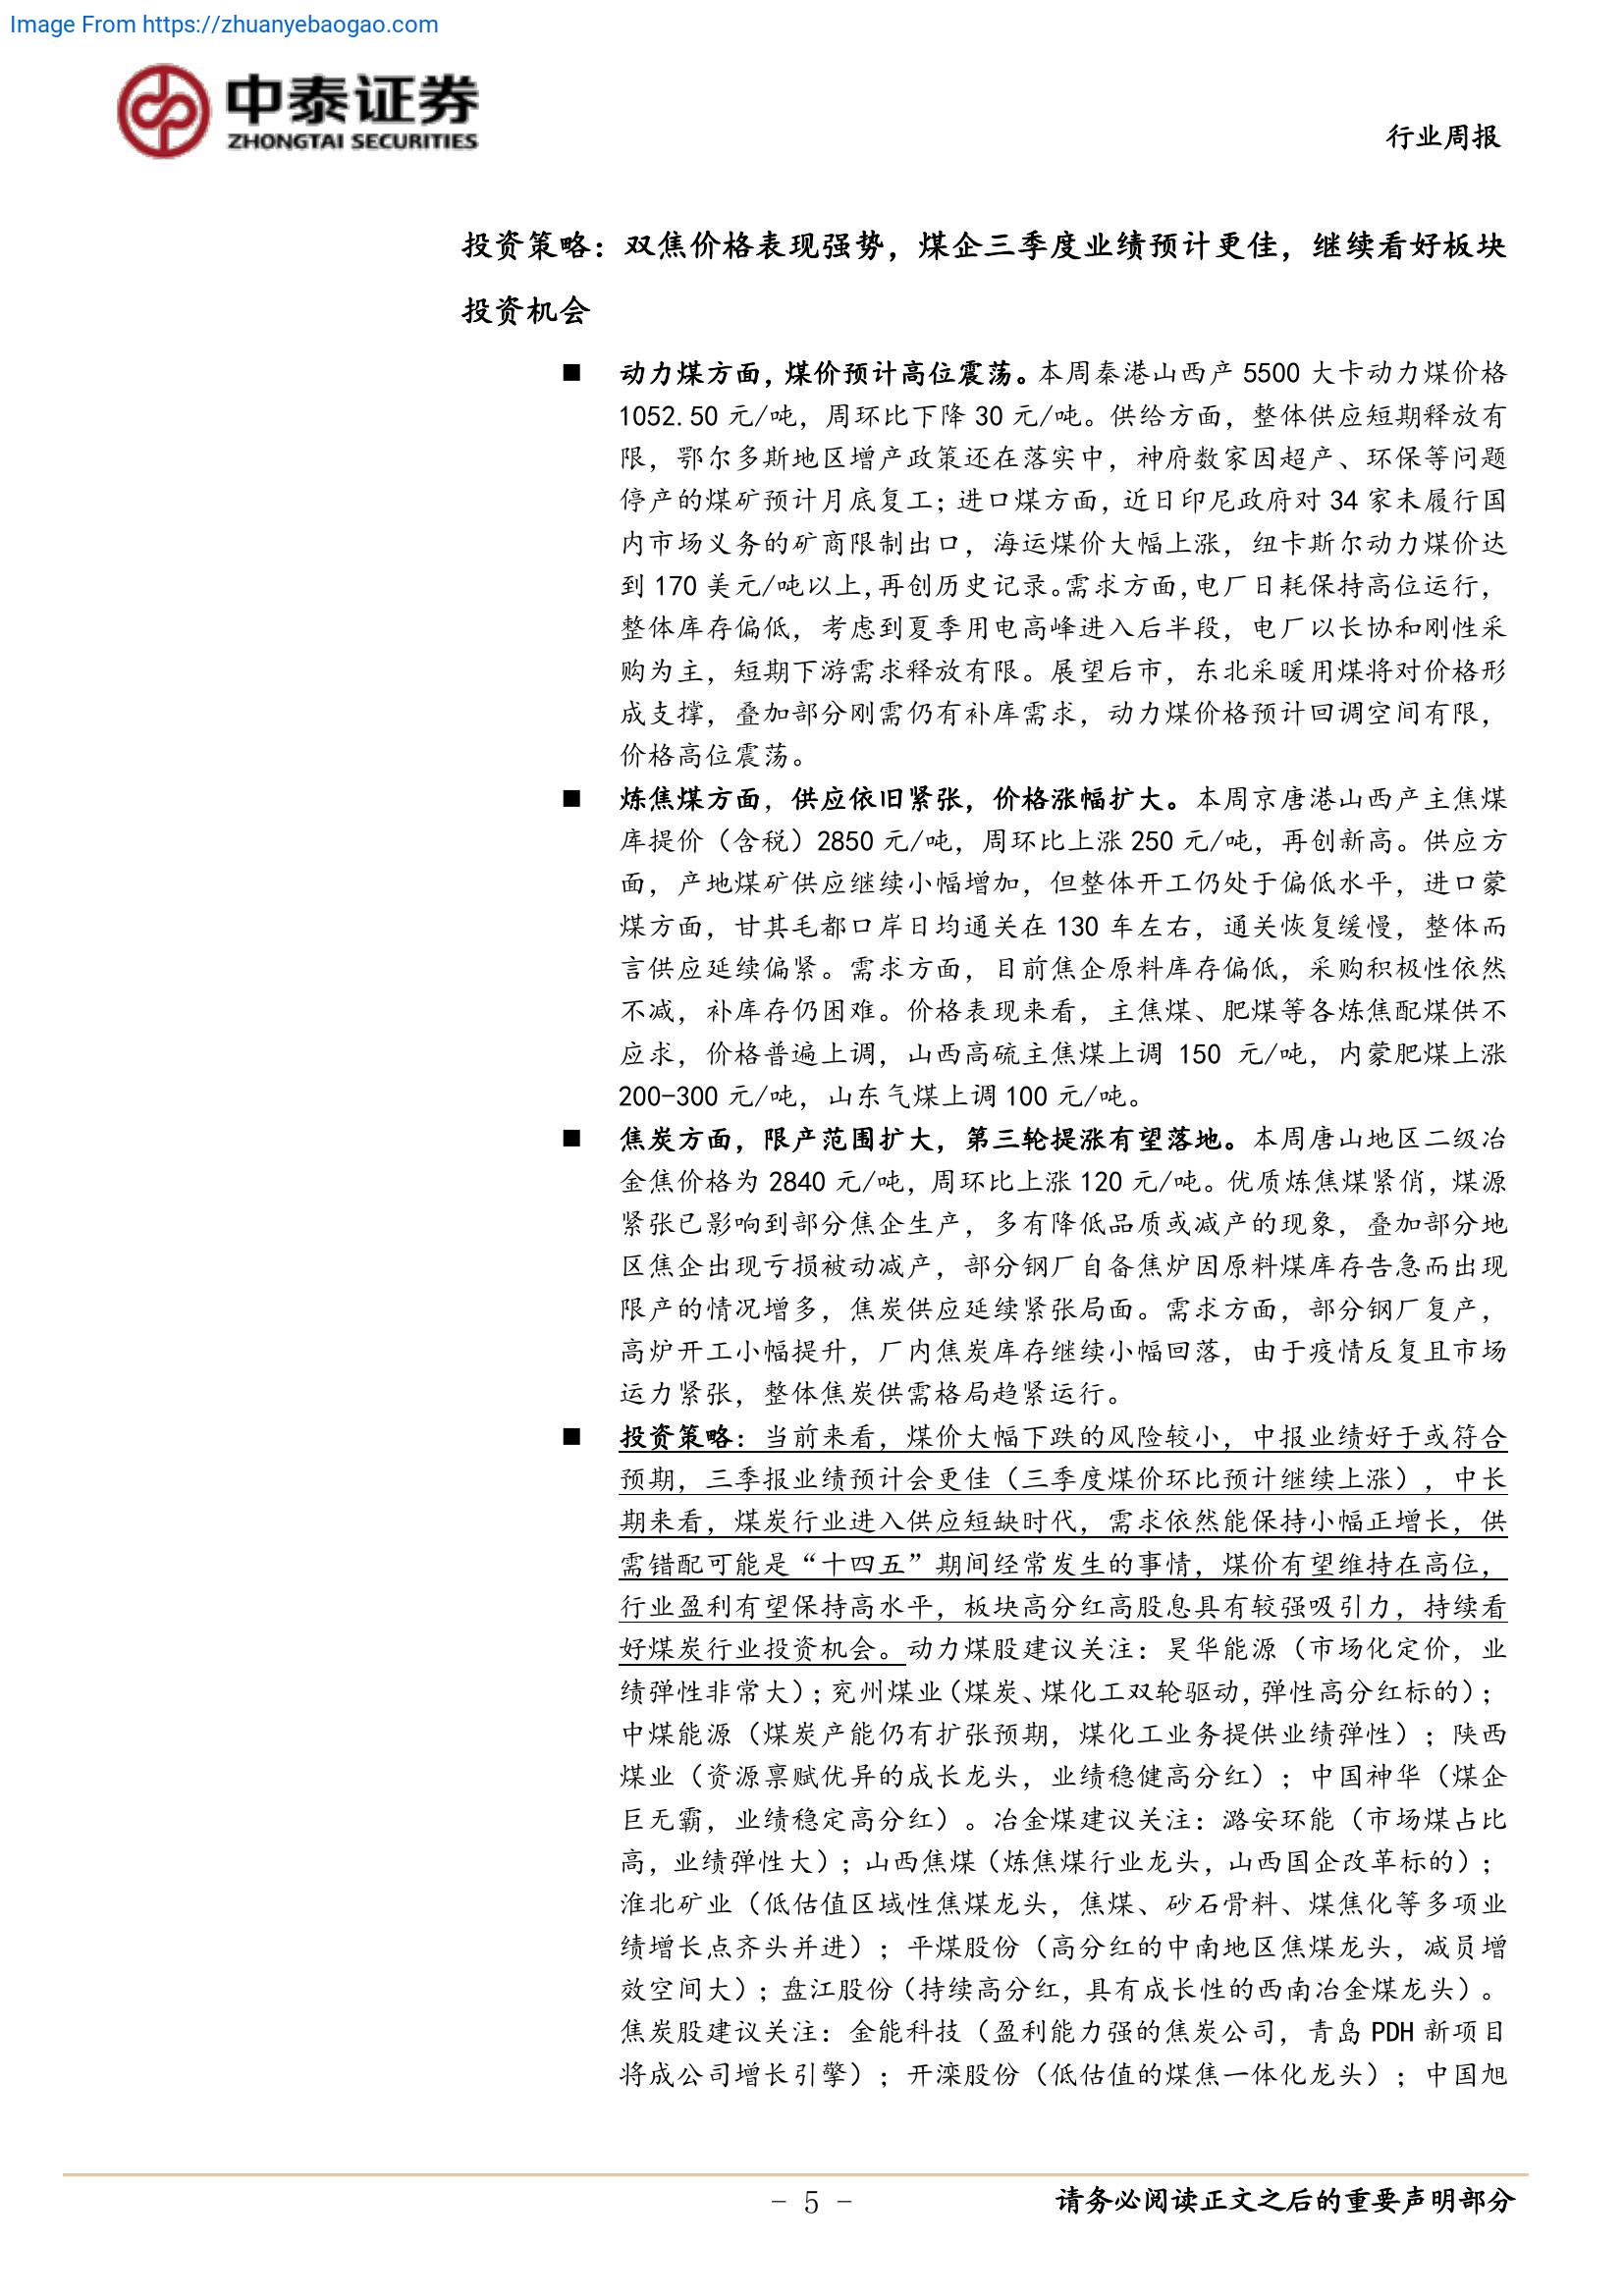 Image From https://zhuanyebaogao.com
中泰证券
ZHONGTAI SECURITIES
行业周报
投资策略：双焦价格表现强势，煤企三季度业绩预计更佳，继续看好板块
投资机会
■ 动力煤方面，煤价预计高位震荡。本周秦港山西产 5500 大卡动力煤价格
1052.50 元/吨，周环比下降 30 元/吨。供给方面，整体供应短期释放有
限，鄂尔多斯地区增产政策还在落实中，神府数家因超产、环保等问题
停产的煤矿预计月底复工；进口煤方面，近日印尼政府对 34 家未履行国
内市场义务的矿商限制出口，海运煤价大幅上涨，纽卡斯尔动力煤价达
到 170 美元/吨以上，再创历史记录。需求方面，电厂日耗保持高位运行，
整体库存偏低，考虑到夏季用电高峰进入后半段，电厂以长协和刚性采
购为主，短期下游需求释放有限。展望后市，东北采暖用煤将对价格形
成支撑，叠加部分刚需仍有补库需求，动力煤价格预计回调空间有限，
价格高位震荡。
■ 炼焦煤方面，供应依旧紧张，价格涨幅扩大。本周京唐港山西产主焦煤
库提价（含税）2850 元/吨，周环比上涨 250 元/吨，再创新高。供应方
面，产地煤矿供应继续小幅增加，但整体开工仍处于偏低水平，进口蒙
煤方面，甘其毛都口岸日均通关在 130 车左右，通关恢复缓慢，整体而
言供应延续偏紧。需求方面，目前焦企原料库存偏低，采购积极性依然
不减，补库存仍困难。价格表现来看，主焦煤、肥煤等各炼焦配煤供不
应求，价格普遍上调，山西高硫主焦煤上调 150 元/吨，内蒙肥煤上涨
200-300 元/吨，山东气煤上调 100 元/吨。
■ 焦炭方面，限产范围扩大，第三轮提涨有望落地。本周唐山地区二级冶
金焦价格为 2840 元/吨，周环比上涨 120 元/吨。优质炼焦煤紧俏，煤源
紧张已影响到部分焦企生产，多有降低品质或减产的现象，叠加部分地
区焦企出现亏损被动减产，部分钢厂自备焦炉因原料煤库存告急而出现
限产的情况增多，焦炭供应延续紧张局面。需求方面，部分钢厂复产，
高炉开工小幅提升，厂内焦炭库存继续小幅回落，由于疫情反复且市场
运力紧张，整体焦炭供需格局趋紧运行。
■ 投资策略：当前来看，煤价大幅下跌的风险较小，中报业绩好于或符合
预期，三季报业绩预计会更佳（三季度煤价环比预计继续上涨），中长
期来看，煤炭行业进入供应短缺时代，需求依然能保持小幅正增长，供
需错配可能是“十四五”期间经常发生的事情，煤价有望维持在高位，
行业盈利有望保持高水平，板块高分红高股息具有较强吸引力，持续看
好煤炭行业投资机会。动力煤股建议关注：昊华能源（市场化定价，业
绩弹性非常大）；兖州煤业（煤炭、煤化工双轮驱动，弹性高分红标的）；
中煤能源（煤炭产能仍有扩张预期，煤化工业务提供业绩弹性）；陕西
煤业（资源禀赋优异的成长龙头，业绩稳健高分红）；中国神华（煤企
巨无霸，业绩稳定高分红）。冶金煤建议关注：潞安环能（市场煤占比
高，业绩弹性大）；山西焦煤（炼焦煤行业龙头，山西国企改革标的）；
淮北矿业（低估值区域性焦煤龙头，焦煤、砂石骨料、煤焦化等多项业
绩增长点齐头并进）；平煤股份（高分红的中南地区焦煤龙头，减员增
效空间大）；盘江股份（持续高分红，具有成长性的西南冶金煤龙头）。
焦炭股建议关注：金能科技（盈利能力强的焦炭公司，青岛 PDH 新项目
将成公司增长引擎）；开滦股份（低估值的煤焦一体化龙头）；中国旭
- 5 -
请务必阅读正文之后的重要声明部分